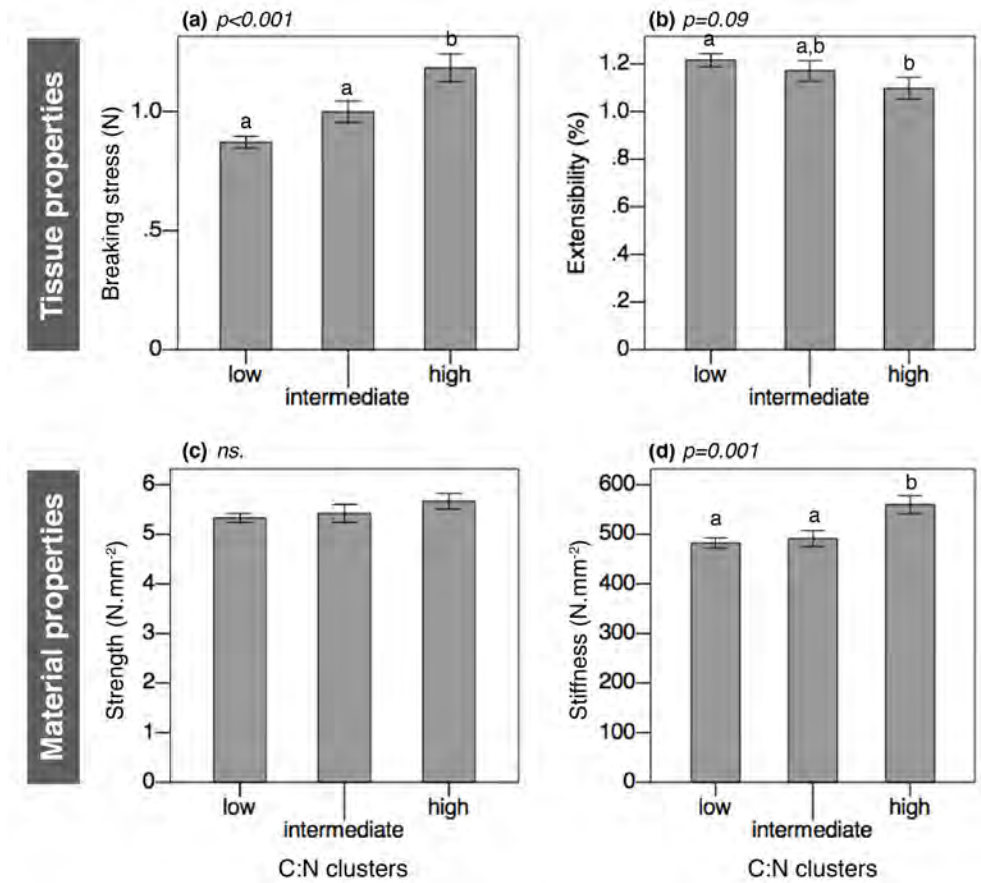 Tissue properties
(a) p<0.001
Breaking stress (N)
1.0
.5
0
a
a
b
low
intermediate
high
(b) p=0.09
Extensibility (%)
1.2
1.0
.8
.6
.4
.2
0
a
a,b
b
low
intermediate
high
Material properties
(c) ns.
Strength (N.mm-2)
6
5
4
3
2
1
0
low
intermediate
high
C:N clusters
(d) p=0.001
Stiffness (N.mm-2)
600
500
400
300
200
100
0
a
a
b
low
intermediate
high
C:N clusters